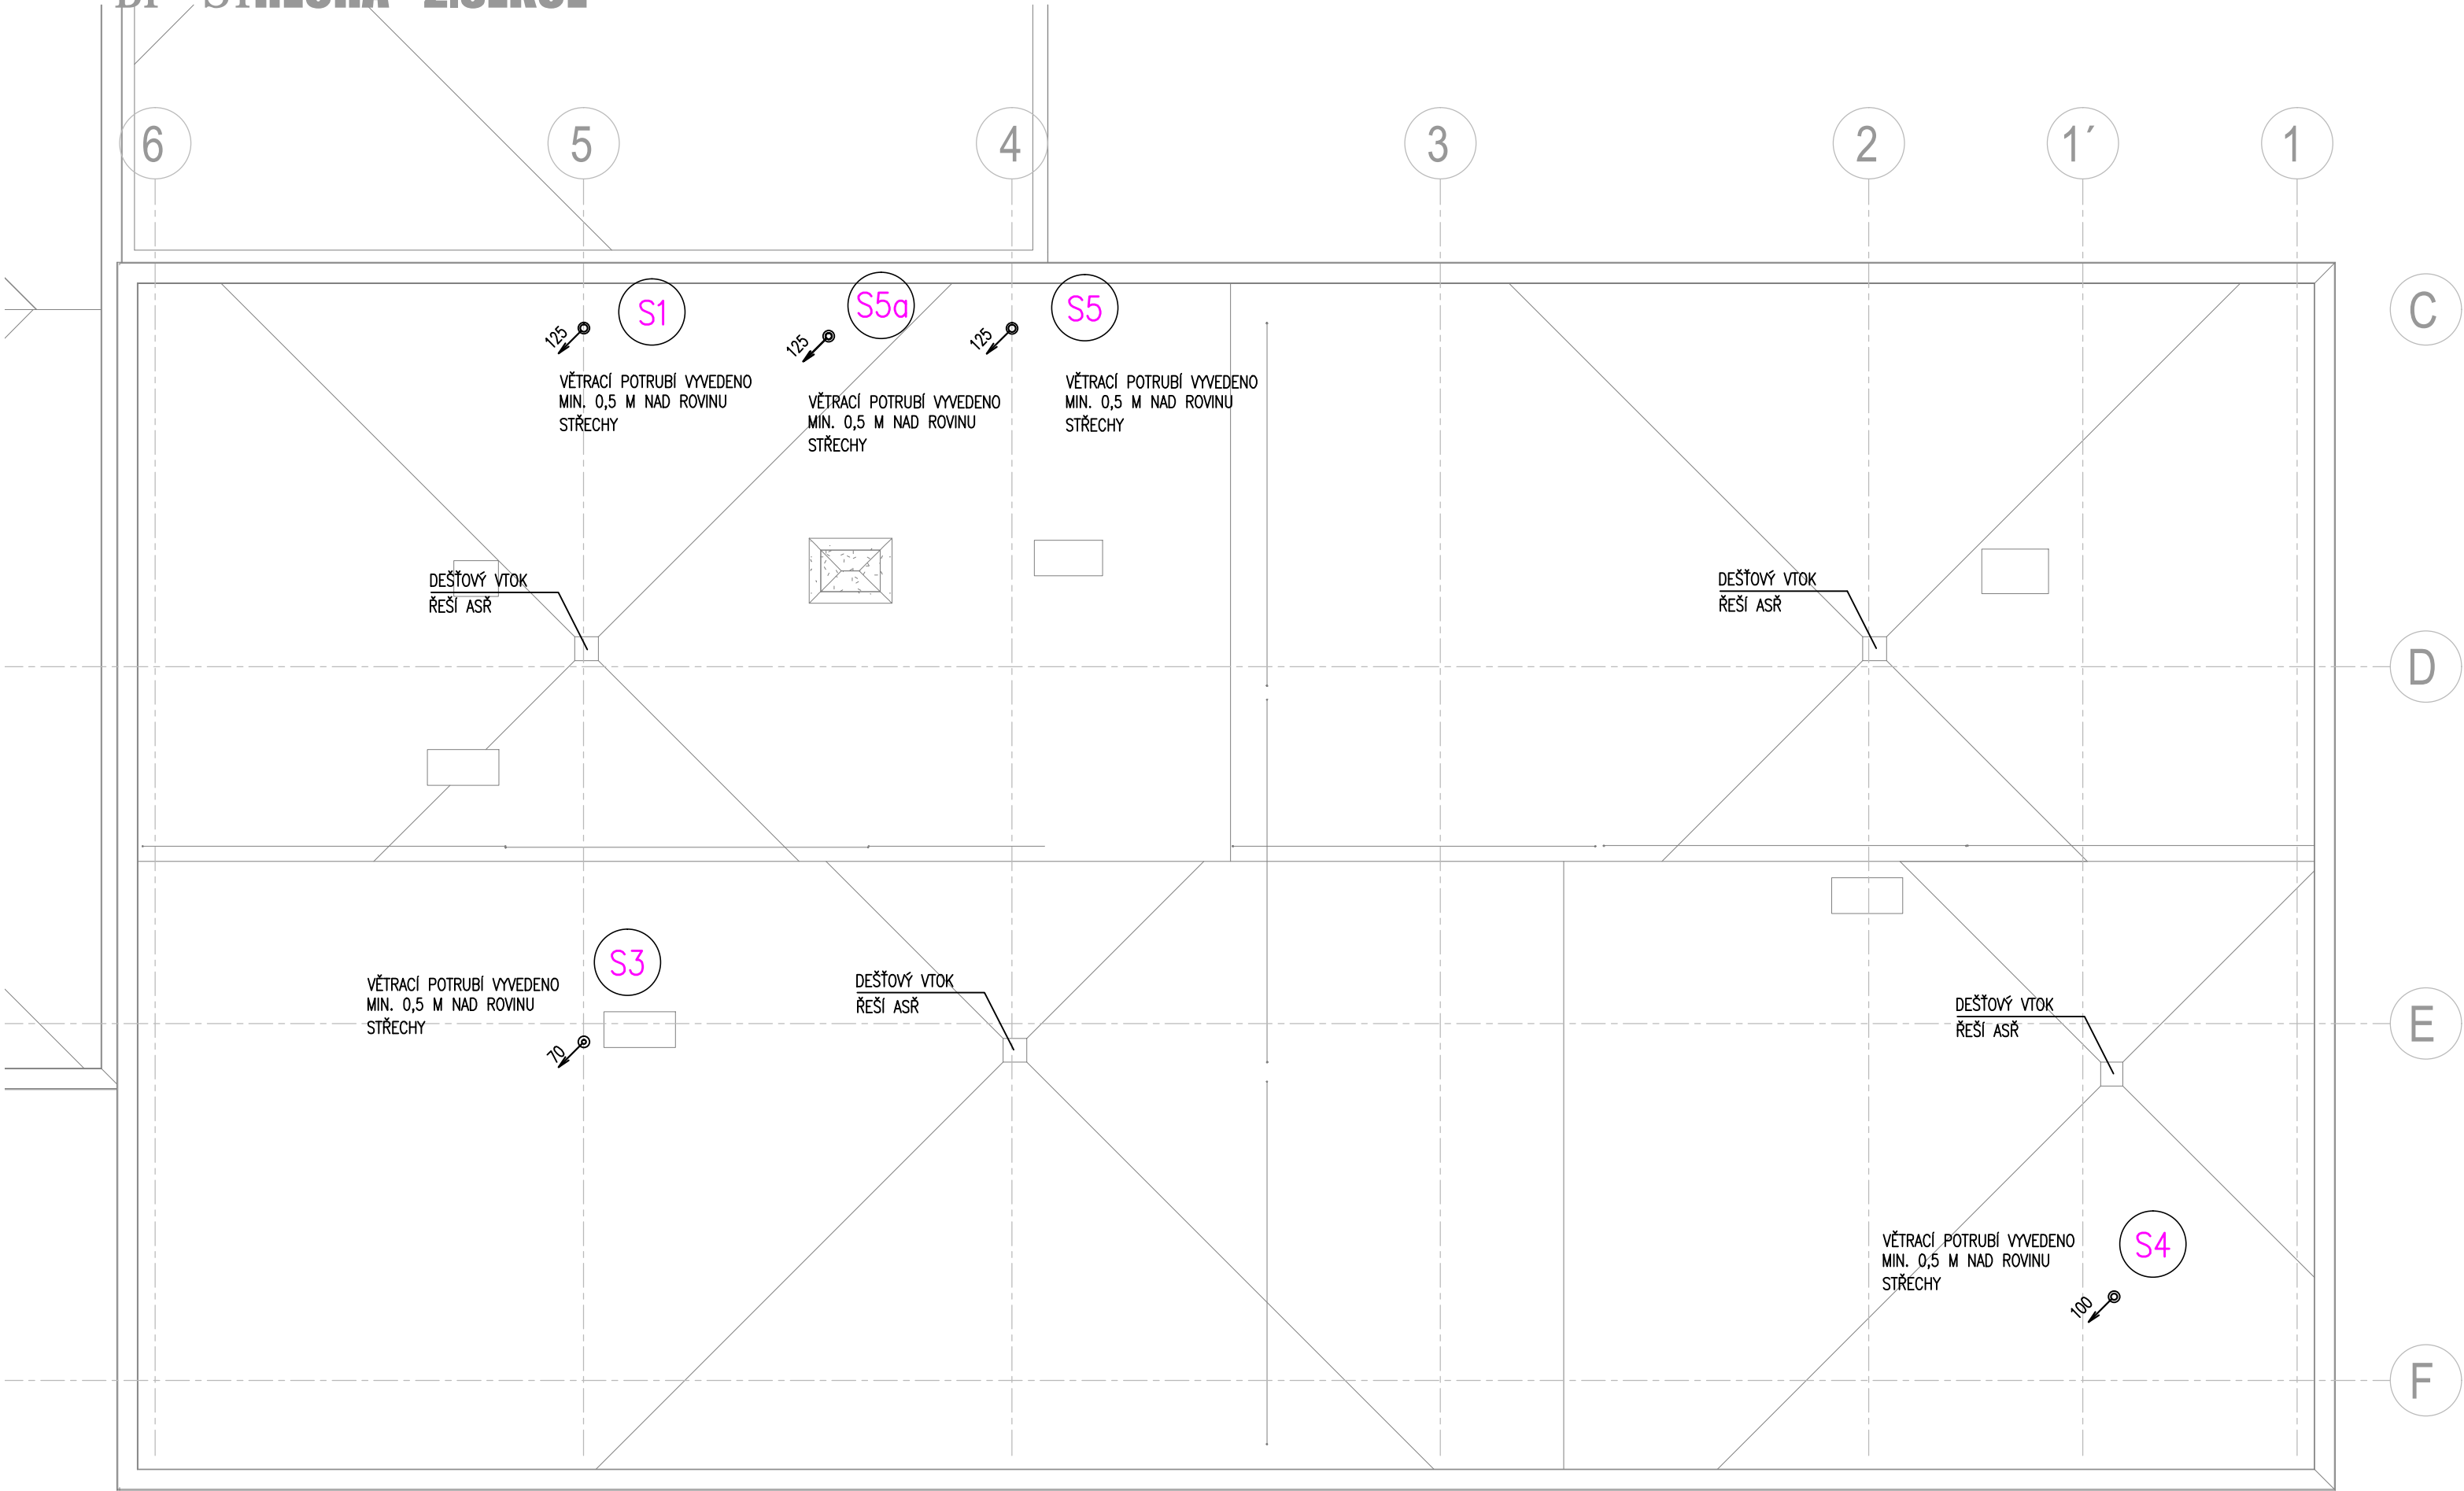 6 5 4 3 2 1´ 1
C
S1 S5a S5
125 125 125
VĚTRACÍ POTRUBÍ VYVEDENO
MIN. 0,5 M NAD ROVINU
STŘECHY
VĚTRACÍ POTRUBÍ VYVEDENO
MIN. 0,5 M NAD ROVINU
STŘECHY
VĚTRACÍ POTRUBÍ VYVEDENO
MIN. 0,5 M NAD ROVINU
STŘECHY
DEŠŤOVÝ VTOK
ŘEŠÍ ASŘ
DEŠŤOVÝ VTOK
ŘEŠÍ ASŘ
D
S3
VĚTRACÍ POTRUBÍ VYVEDENO
MIN. 0,5 M NAD ROVINU
STŘECHY
70
DEŠŤOVÝ VTOK
ŘEŠÍ ASŘ
DEŠŤOVÝ VTOK
ŘEŠÍ ASŘ
E
VĚTRACÍ POTRUBÍ VYVEDENO
MIN. 0,5 M NAD ROVINU
STŘECHY
S4
100
F